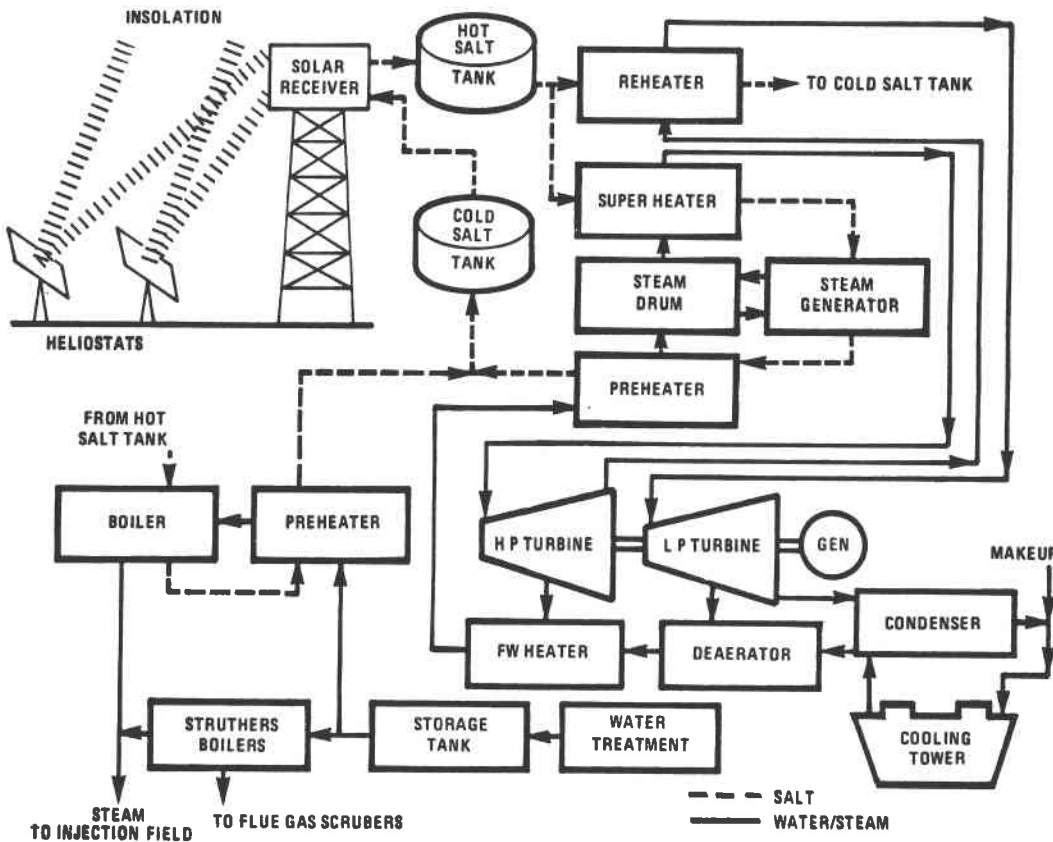 INSOLATION
SOLAR
RECEIVER
HOT
SALT
TANK
REHEATER
TO COLD SALT TANK
COLD
SALT
TANK
SUPER HEATER
STEAM
DRUM
STEAM
GENERATOR
PREHEATER
HELIOSTATS
FROM HOT
SALT TANK
BOILER
PREHEATER
HP TURBINE
LP TURBINE
GEN
MAKEUP
CONDENSER
FW HEATER
DEAERATOR
COOLING
TOWER
STRUTHERS
BOILERS
STORAGE
TANK
WATER
TREATMENT
STEAM
TO INJECTION FIELD
TO FLUE GAS SCRUBERS
SALT
WATER/STEAM